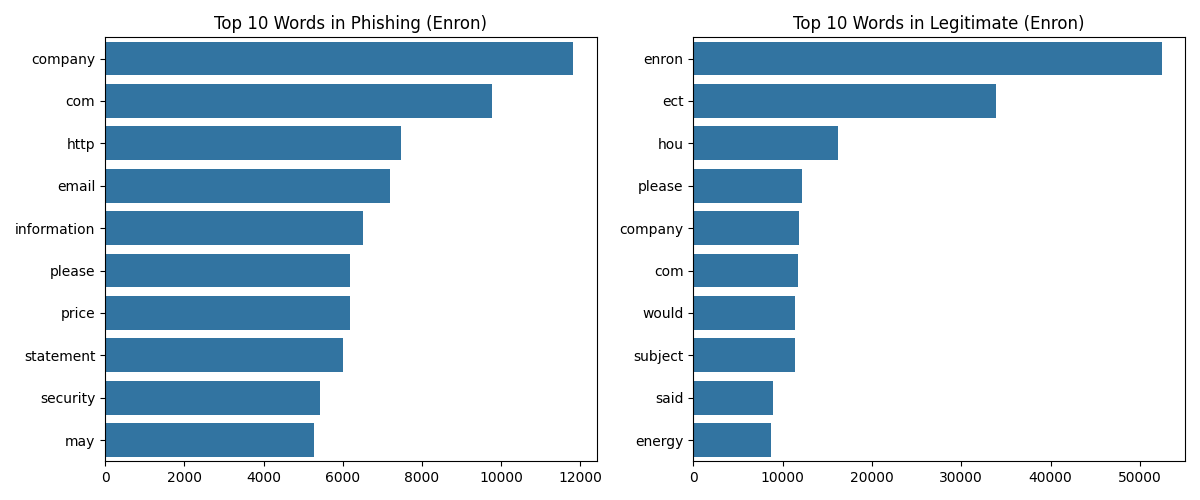 Top 10 Words in Phishing (Enron)
company
com
http
email
information
please
price
statement
security
may
0 2000 4000 6000 8000 10000 12000
Top 10 Words in Legitimate (Enron)
enron
ect
hou
please
company
com
would
subject
said
energy
0 10000 20000 30000 40000 50000